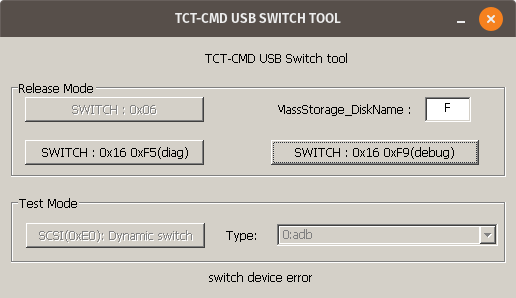 TCT-CMD USB SWITCH TOOL
TCT-CMD USB Switch tool
Release Mode
SWITCH : 0x06
MassStorage_DiskName :
F
SWITCH : 0x16 0xF5(diag)
SWITCH : 0x16 0xF9(debug)
Test Mode
SCSI(0xE0): Dynamic switch
Type:
0:adb
switch device error